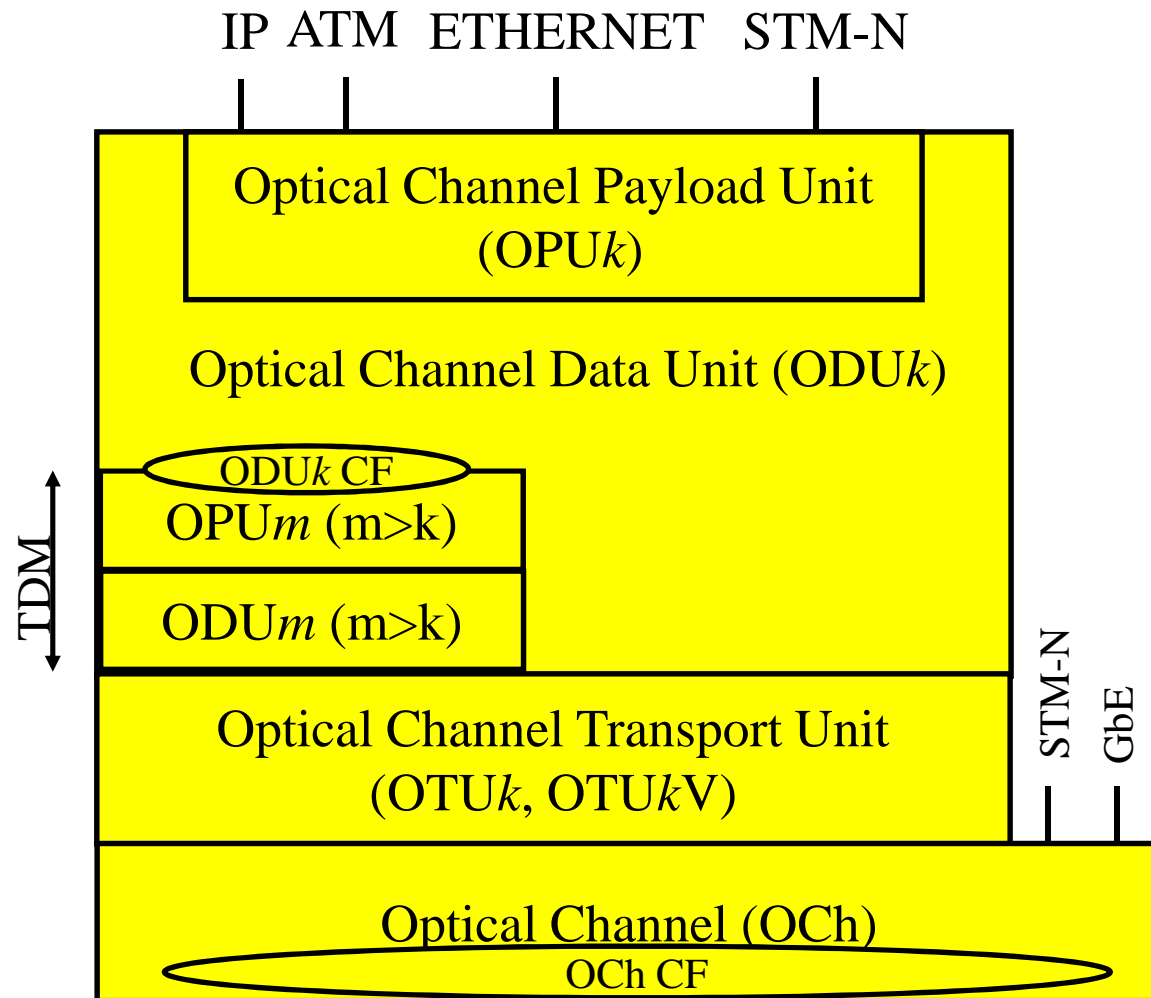 IP ATM ETHERNET STM-N
Optical Channel Payload Unit
(OPUk)
Optical Channel Data Unit (ODUk)
ODUk CF
OPUm (m>k)
ODUm (m>k)
TDM
Optical Channel Transport Unit
(OTUk, OTUkV)
STM-N
GbE
Optical Channel (OCh)
OCh CF